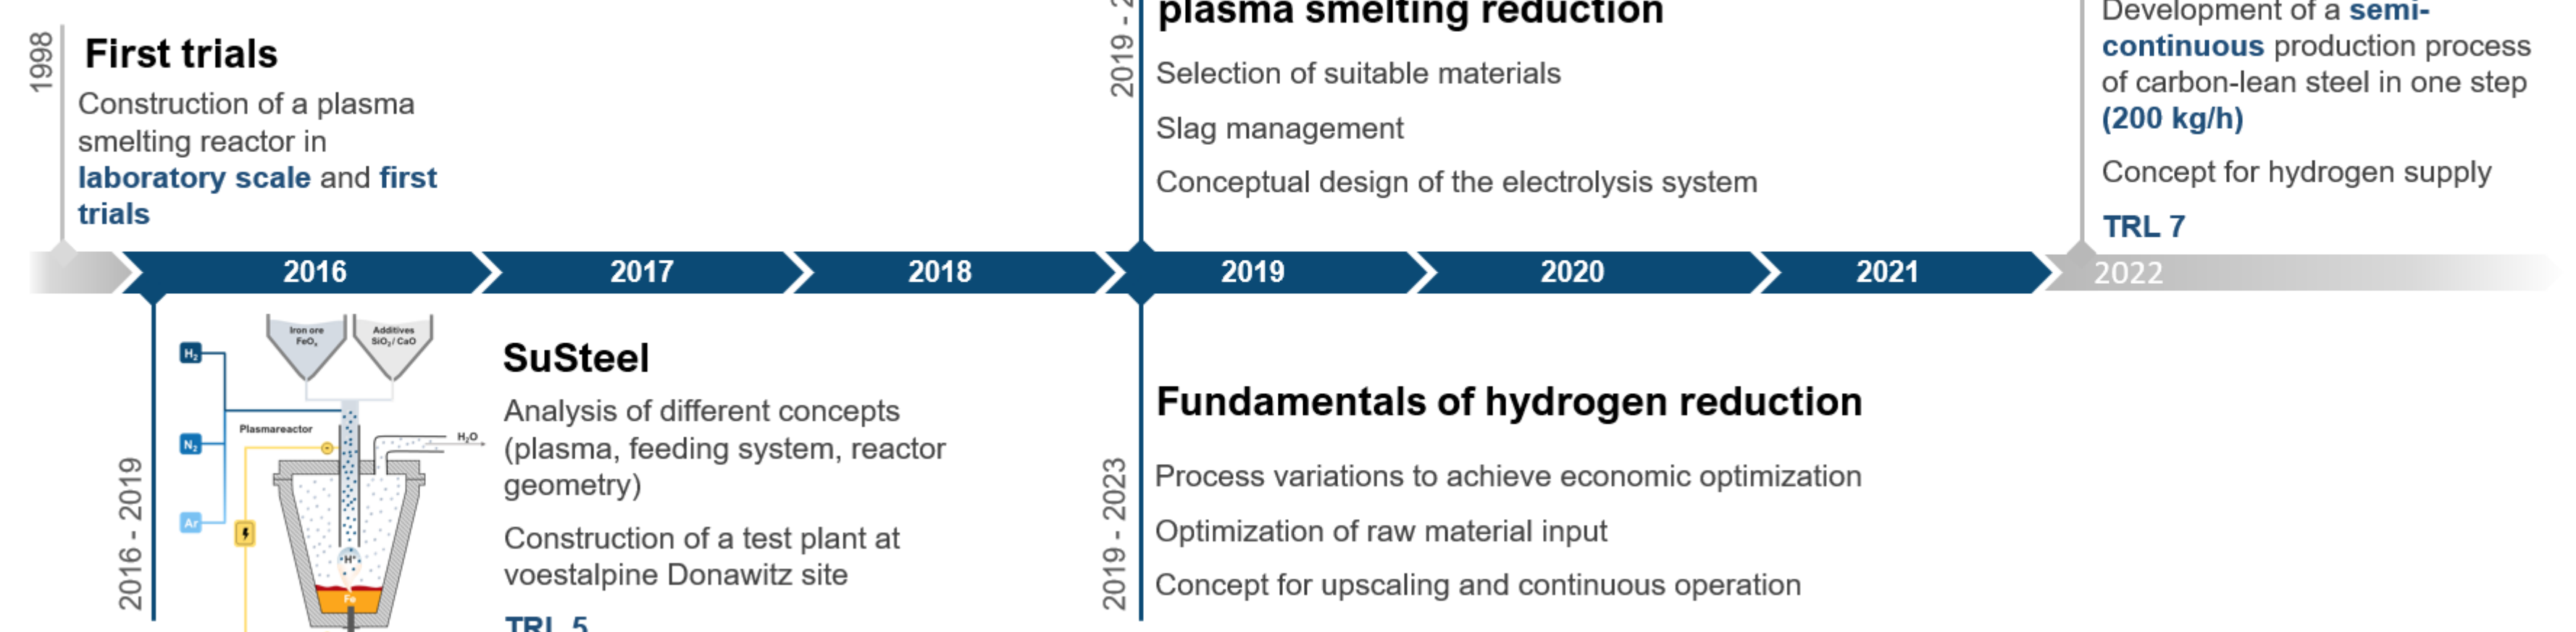 1998
First trials
Construction of a plasma
smelting reactor in
laboratory scale and first
trials
2019 -
plasma smelting reduction
Selection of suitable materials
Slag management
Conceptual design of the electrolysis system
Development of a semi-
continuous production process
of carbon-lean steel in one step
(200 kg/h)
Concept for hydrogen supply
TRL 7
2016
2017
2018
2019
2020
2021
2022
2016 - 2019
Iron ore
FeOₓ
Additives
SiO₂ / CaO
H₂
N₂
Ar
Plasmareactor
H₂O
H⁺
Fe
SuSteel
Analysis of different concepts
(plasma, feeding system, reactor
geometry)
Construction of a test plant at
voestalpine Donawitz site
TRL 5
2019 - 2023
Fundamentals of hydrogen reduction
Process variations to achieve economic optimization
Optimization of raw material input
Concept for upscaling and continuous operation